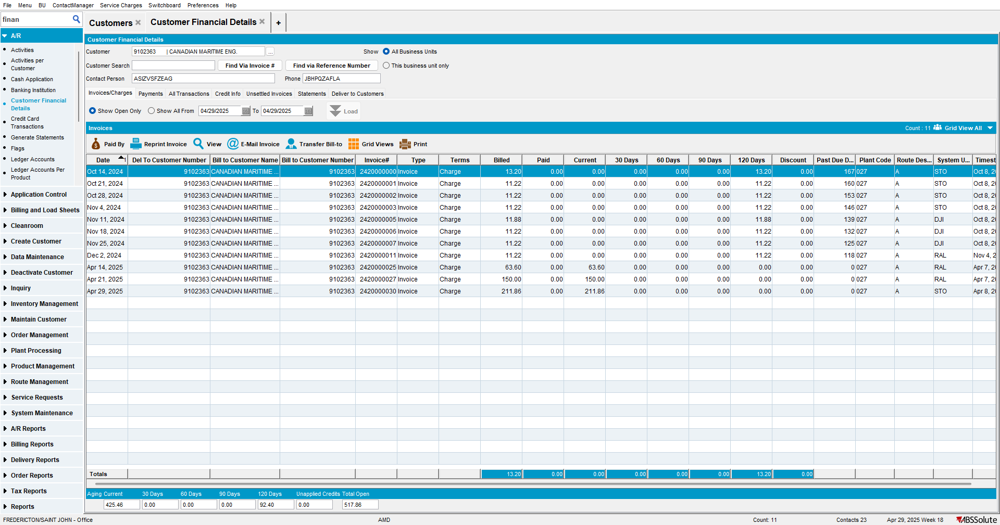 File Menu BU ContactManager Service Charges Switchboard Preferences Help
finan
Customers Customer Financial Details +
A/R
Activities
Activities per
Customer
Cash Application
Banking Institution
Customer Financial
Details
Credit Card
Transactions
Generate Statements
Flags
Ledger Accounts
Ledger Accounts Per
Product
Application Control
Billing and Load Sheets
Cleanroom
Create Customer
Data Maintenance
Deactivate Customer
Inquiry
Inventory Management
Maintain Customer
Order Management
Plant Processing
Product Management
Route Management
Service Requests
System Maintenance
A/R Reports
Billing Reports
Delivery Reports
Order Reports
Tax Reports
Reports
Customer Financial Details
Customer 9102363 | CANADIAN MARITIME ENG. ... Show All Business Units
Customer Search Find Via Invoice # Find via Reference Number This business unit only
Contact Person ASIZVSFZEAG Phone JBHPQZAFLA
Invoices/Charges Payments All Transactions Credit Info Unsettled Invoices Statements Deliver to Customers
Show Open Only Show All From 04/29/2025 16 To 04/29/2025 16 Load
Invoices Count : 11 Grid View All
Paid By Reprint Invoice View E-Mail Invoice Transfer Bill-to Grid Views Print
Date 1 Del To Customer Number Bill to Customer Name Bill to Customer Number Invoice# Type Terms Billed Paid Current 30 Days 60 Days 90 Days 120 Days Discount Past Due D... Plant Code Route Des... System U... Timest
Oct 14, 2024 9102363 CANADIAN MARITIME ... 9102363 2420000000 Invoice Charge 13.20 0.00 0.00 0.00 0.00 0.00 13.20 0.00 167 027 A STO Oct 8, 20
Oct 21, 2024 9102363 CANADIAN MARITIME ... 9102363 2420000001 Invoice Charge 11.22 0.00 0.00 0.00 0.00 0.00 11.22 0.00 160 027 A STO Oct 8, 20
Oct 28, 2024 9102363 CANADIAN MARITIME ... 9102363 2420000002 Invoice Charge 11.22 0.00 0.00 0.00 0.00 0.00 11.22 0.00 153 027 A STO Oct 8, 20
Nov 4, 2024 9102363 CANADIAN MARITIME ... 9102363 2420000003 Invoice Charge 11.22 0.00 0.00 0.00 0.00 0.00 11.22 0.00 146 027 A STO Oct 8, 20
Nov 11, 2024 9102363 CANADIAN MARITIME ... 9102363 2420000005 Invoice Charge 11.88 0.00 0.00 0.00 0.00 0.00 11.88 0.00 139 027 A DJI Oct 8, 20
Nov 18, 2024 9102363 CANADIAN MARITIME ... 9102363 2420000006 Invoice Charge 11.22 0.00 0.00 0.00 0.00 0.00 11.22 0.00 132 027 A DJI Oct 8, 20
Nov 25, 2024 9102363 CANADIAN MARITIME ... 9102363 2420000007 Invoice Charge 11.22 0.00 0.00 0.00 0.00 0.00 11.22 0.00 125 027 A DJI Oct 8, 20
Dec 2, 2024 9102363 CANADIAN MARITIME ... 9102363 2420000011 Invoice Charge 11.22 0.00 0.00 0.00 0.00 0.00 11.22 0.00 118 027 A RAL Nov 4, 2
Apr 14, 2025 9102363 CANADIAN MARITIME ... 9102363 2420000025 Invoice Charge 63.60 0.00 63.60 0.00 0.00 0.00 0.00 0.00 0 027 A RAL Apr 7, 20
Apr 21, 2025 9102363 CANADIAN MARITIME ... 9102363 2420000027 Invoice Charge 150.00 0.00 150.00 0.00 0.00 0.00 0.00 0.00 0 027 A RAL Apr 7, 20
Apr 29, 2025 9102363 CANADIAN MARITIME ... 9102363 2420000030 Invoice Charge 211.86 0.00 211.86 0.00 0.00 0.00 0.00 0.00 0 027 A STO Apr 8, 20
Totals 13.20 0.00 0.00 0.00 0.00 0.00 13.20 0.00
Aging Current 30 Days 60 Days 90 Days 120 Days Unapplied Credits Total Open
425.46 0.00 0.00 0.00 92.40 0.00 517.86
FREDERICTON/SAINT JOHN - Office AMD Count: 11 Contacts 23 Apr 29, 2025 Week 18 ABSSolute